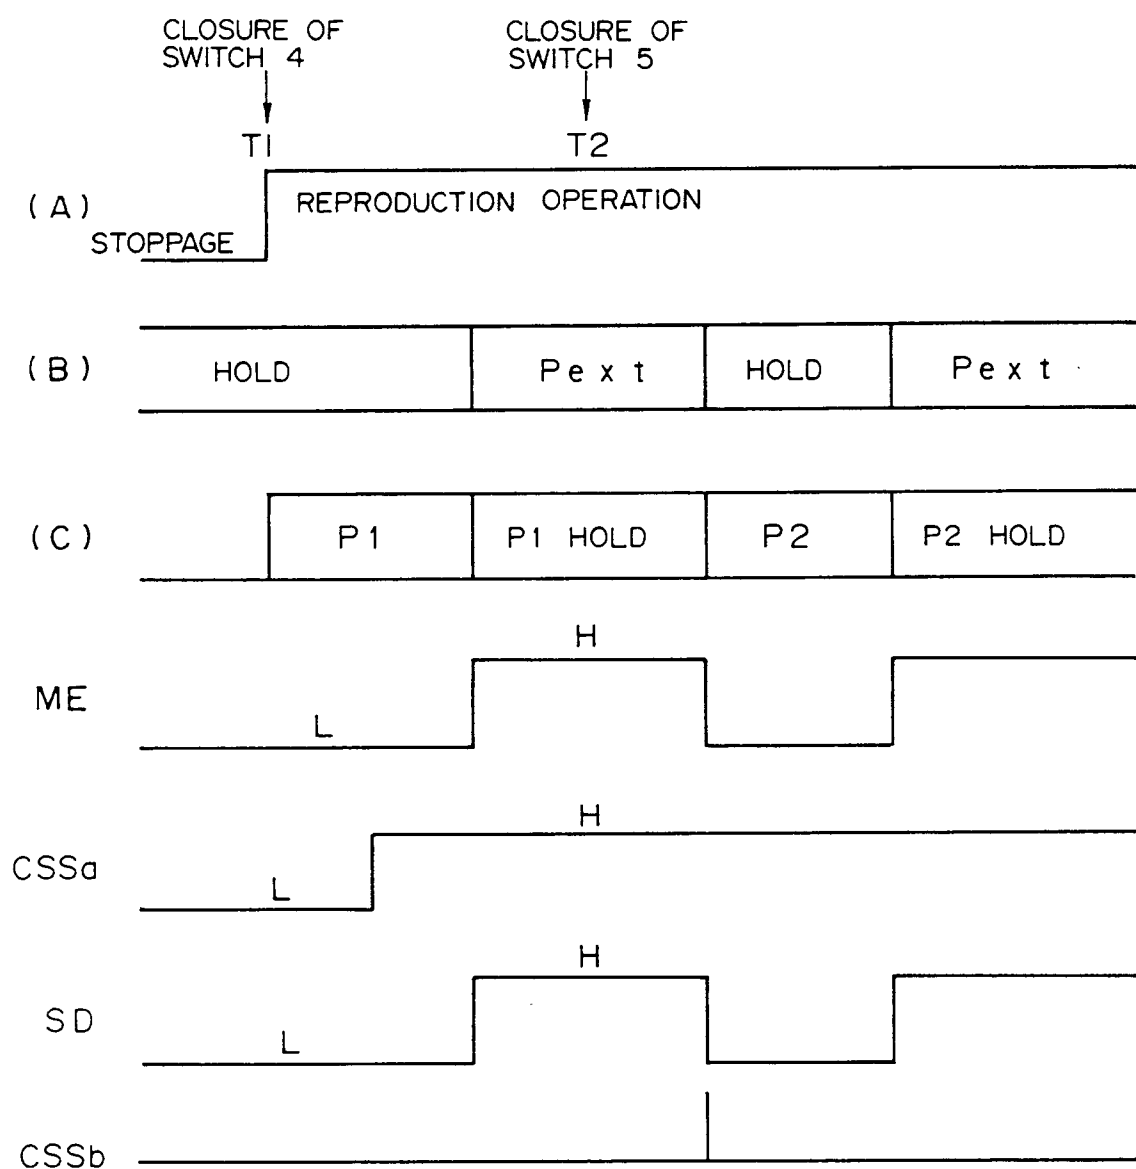 CLOSURE OF
SWITCH 4
CLOSURE OF
SWITCH 5
T1
T2
(A)
REPRODUCTION OPERATION
STOPPAGE
(B)
HOLD
Pext
HOLD
Pext
(C)
P1
P1 HOLD
P2
P2 HOLD
H
ME
L
H
CSSa
L
H
SD
L
CSSb